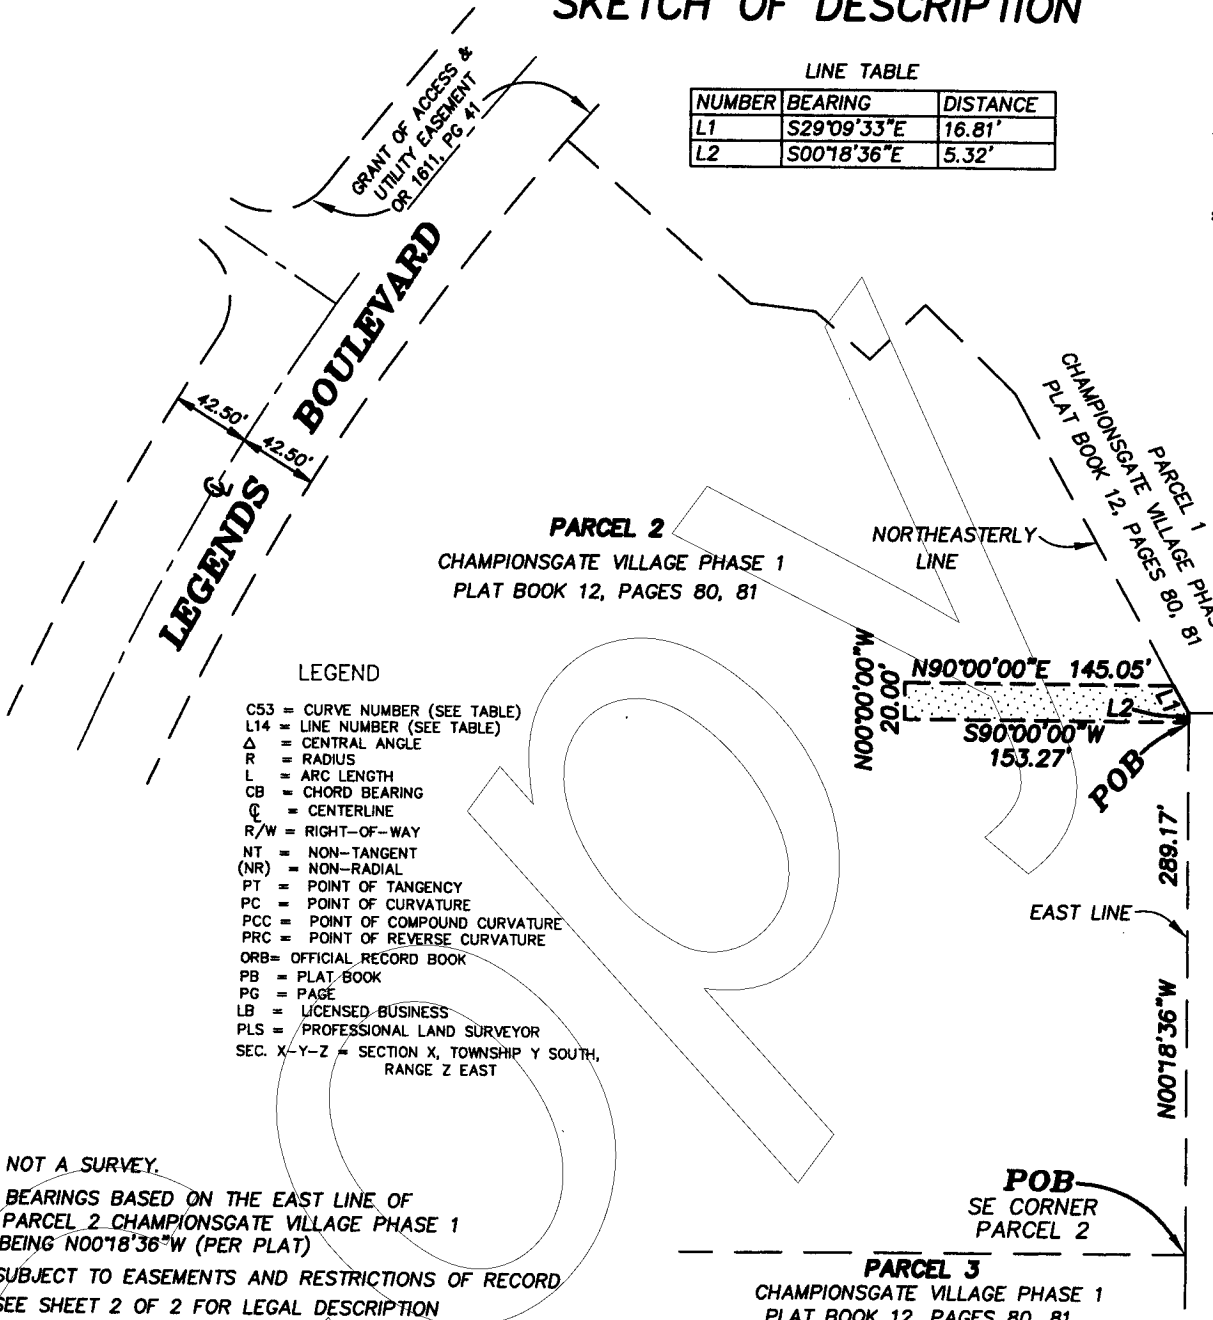 SKETCH OF DESCRIPTION
LINE TABLE
NUMBER BEARING DISTANCE
L1 S29°09'33"E 16.81'
L2 S00°18'36"E 5.32'
GRANT OF ACCESS &
UTILITY EASEMENT
OR 1611, PG 41
LEGENDS BOULEVARD
42.50'
42.50'
℄
PARCEL 2
CHAMPIONSGATE VILLAGE PHASE 1
PLAT BOOK 12, PAGES 80, 81
NORTHEASTERLY
LINE
PARCEL 1
CHAMPIONSGATE VILLAGE PHAS
PLAT BOOK 12, PAGES 80, 81
N00°00'00"W
20.00'
N90°00'00"E 145.05'
L1
L2
S90°00'00"W
153.27'
POB
289.17'
EAST LINE
N00°18'36"W
LEGEND
C53 = CURVE NUMBER (SEE TABLE)
L14 = LINE NUMBER (SEE TABLE)
Δ = CENTRAL ANGLE
R = RADIUS
L = ARC LENGTH
CB = CHORD BEARING
℄ = CENTERLINE
R/W = RIGHT-OF-WAY
NT = NON-TANGENT
(NR) = NON-RADIAL
PT = POINT OF TANGENCY
PC = POINT OF CURVATURE
PCC = POINT OF COMPOUND CURVATURE
PRC = POINT OF REVERSE CURVATURE
ORB= OFFICIAL RECORD BOOK
PB = PLAT BOOK
PG = PAGE
LB = LICENSED BUSINESS
PLS = PROFESSIONAL LAND SURVEYOR
SEC. X-Y-Z = SECTION X, TOWNSHIP Y SOUTH,
RANGE Z EAST
NOT A SURVEY.
BEARINGS BASED ON THE EAST LINE OF
PARCEL 2 CHAMPIONSGATE VILLAGE PHASE 1
BEING N00°18'36"W (PER PLAT)
SUBJECT TO EASEMENTS AND RESTRICTIONS OF RECORD
SEE SHEET 2 OF 2 FOR LEGAL DESCRIPTION
POB
SE CORNER
PARCEL 2
PARCEL 3
CHAMPIONSGATE VILLAGE PHASE 1
PLAT BOOK 12, PAGES 80, 81
opy